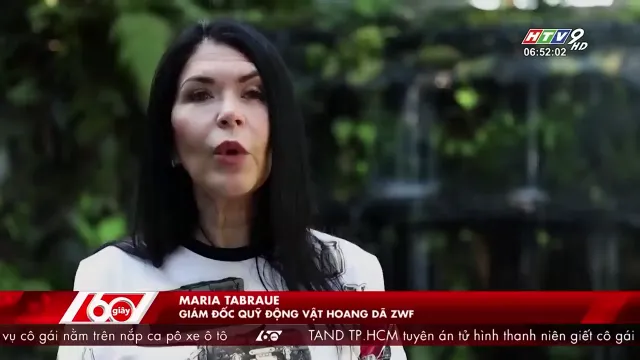 HTV9
HD
06:52:02
MARIA TABRAUE
60 giây
GIÁM ĐỐC QUỸ ĐỘNG VẬT HOANG DÃ ZWF
vụ cô gái nằm trên nắp ca pô xe ô tô 60 TAND TP.HCM tuyên án tử hình thanh niên giết cô gái